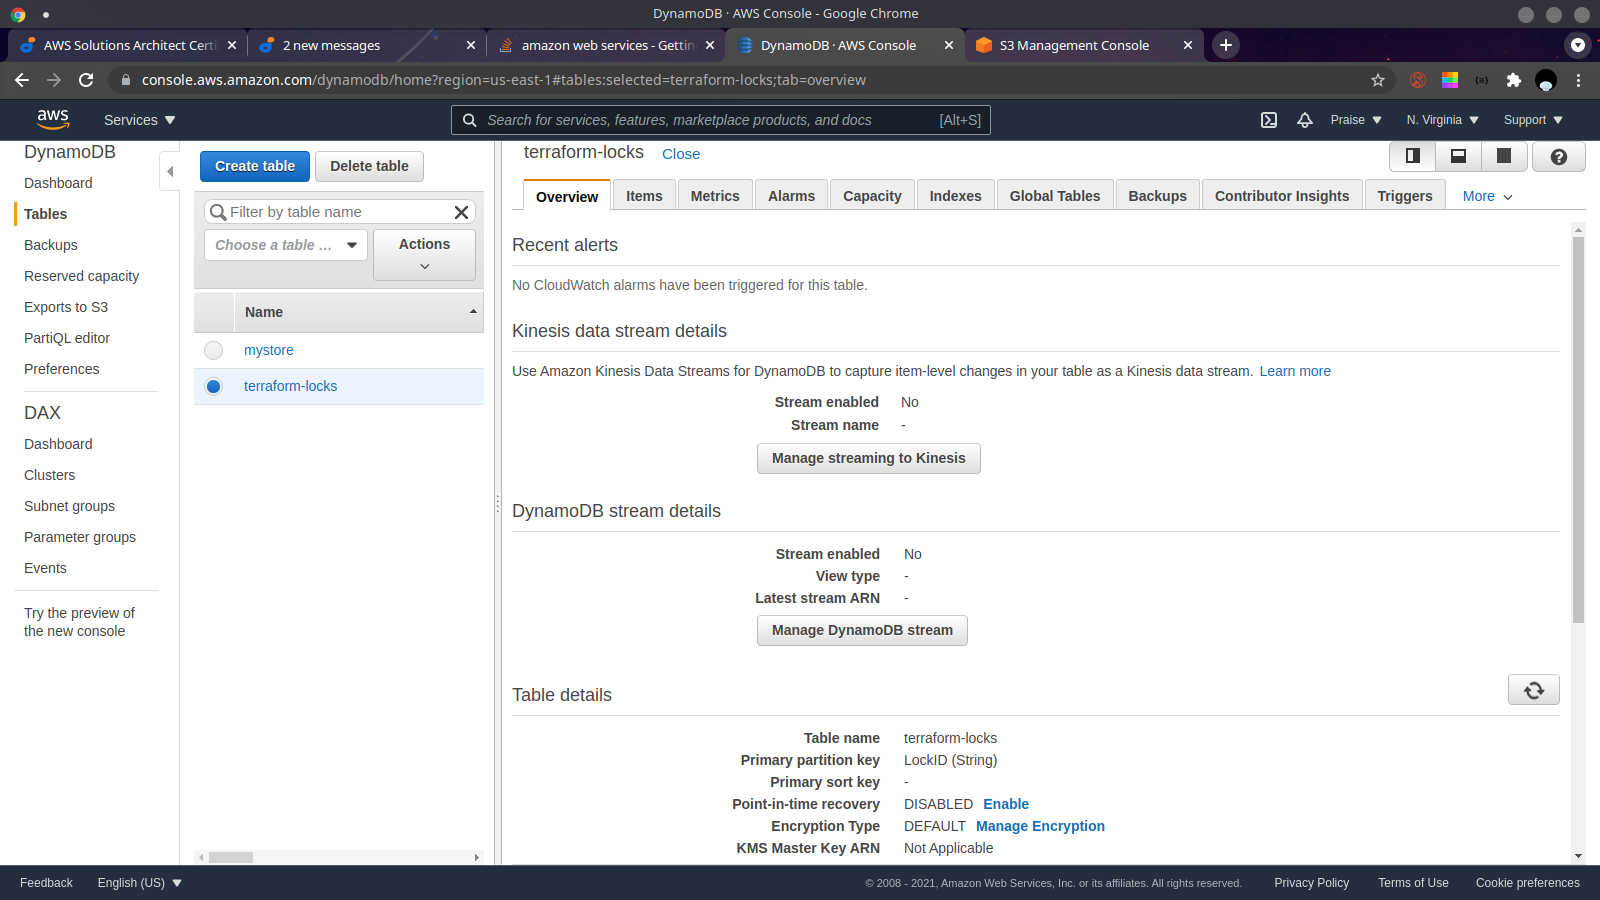 DynamoDB · AWS Console - Google Chrome
AWS Solutions Architect Certi
2 new messages
amazon web services - Gettin
DynamoDB · AWS Console
S3 Management Console
console.aws.amazon.com/dynamodb/home?region=us-east-1#tables:selected=terraform-locks;tab=overview
aws
Services
Search for services, features, marketplace products, and docs [Alt+S]
Praise
N. Virginia
Support
DynamoDB
Dashboard
Tables
Backups
Reserved capacity
Exports to S3
PartiQL editor
Preferences
DAX
Dashboard
Clusters
Subnet groups
Parameter groups
Events
Try the preview of
the new console
Create table
Delete table
Filter by table name
Choose a table ...
Actions
Name
mystore
terraform-locks
terraform-locks Close
Overview Items Metrics Alarms Capacity Indexes Global Tables Backups Contributor Insights Triggers More
Recent alerts
No CloudWatch alarms have been triggered for this table.
Kinesis data stream details
Use Amazon Kinesis Data Streams for DynamoDB to capture item-level changes in your table as a Kinesis data stream. Learn more
Stream enabled No
Stream name -
Manage streaming to Kinesis
DynamoDB stream details
Stream enabled No
View type -
Latest stream ARN -
Manage DynamoDB stream
Table details
Table name terraform-locks
Primary partition key LockID (String)
Primary sort key -
Point-in-time recovery DISABLED Enable
Encryption Type DEFAULT Manage Encryption
KMS Master Key ARN Not Applicable
Feedback
English (US)
© 2008 - 2021, Amazon Web Services, Inc. or its affiliates. All rights reserved.
Privacy Policy
Terms of Use
Cookie preferences